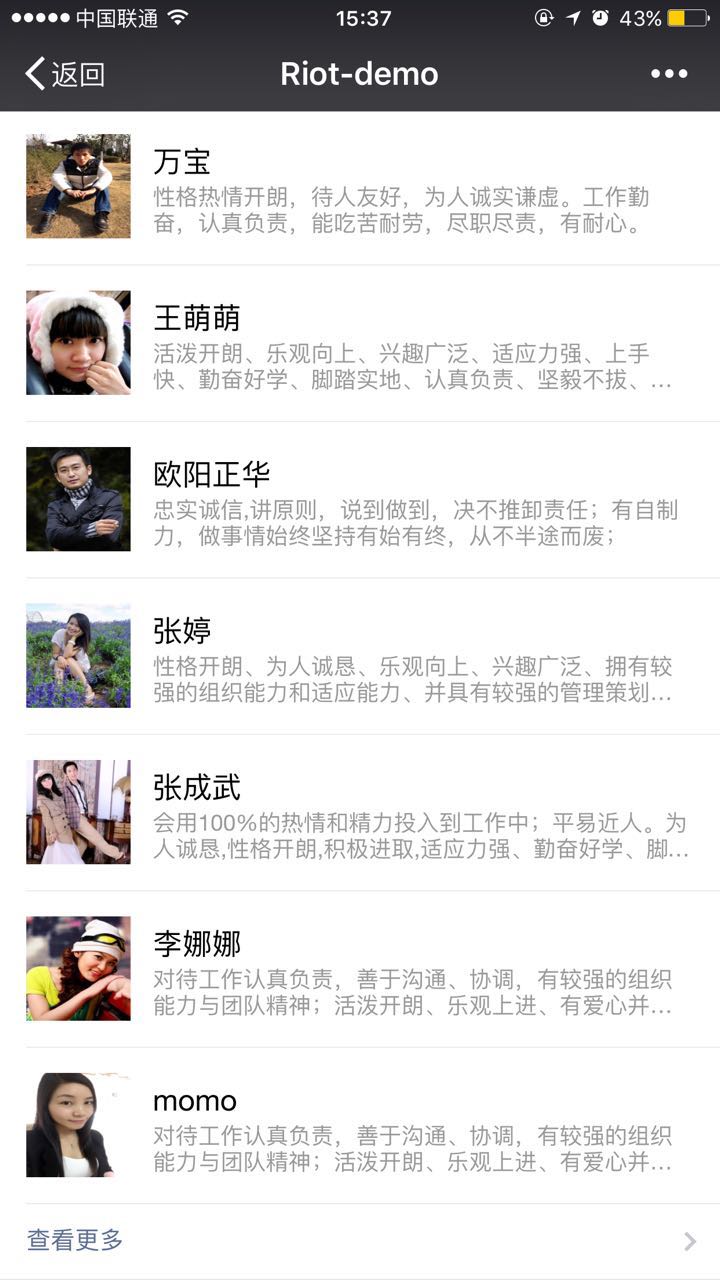 中国联通 15:37 43%
返回 Riot-demo
万宝
性格热情开朗，待人友好，为人诚实谦虚。工作勤
奋，认真负责，能吃苦耐劳，尽职尽责，有耐心。
王萌萌
活泼开朗、乐观向上、兴趣广泛、适应力强、上手
快、勤奋好学、脚踏实地、认真负责、坚毅不拔、...
欧阳正华
忠实诚信,讲原则，说到做到，决不推卸责任；有自制
力，做事情始终坚持有始有终，从不半途而废；
张婷
性格开朗、为人诚恳、乐观向上、兴趣广泛、拥有较
强的组织能力和适应能力、并具有较强的管理策划...
张成武
会用100%的热情和精力投入到工作中；平易近人。为
人诚恳,性格开朗,积极进取,适应力强、勤奋好学、脚...
李娜娜
对待工作认真负责，善于沟通、协调，有较强的组织
能力与团队精神；活泼开朗、乐观上进、有爱心并...
momo
对待工作认真负责，善于沟通、协调，有较强的组织
能力与团队精神；活泼开朗、乐观上进、有爱心并...
查看更多